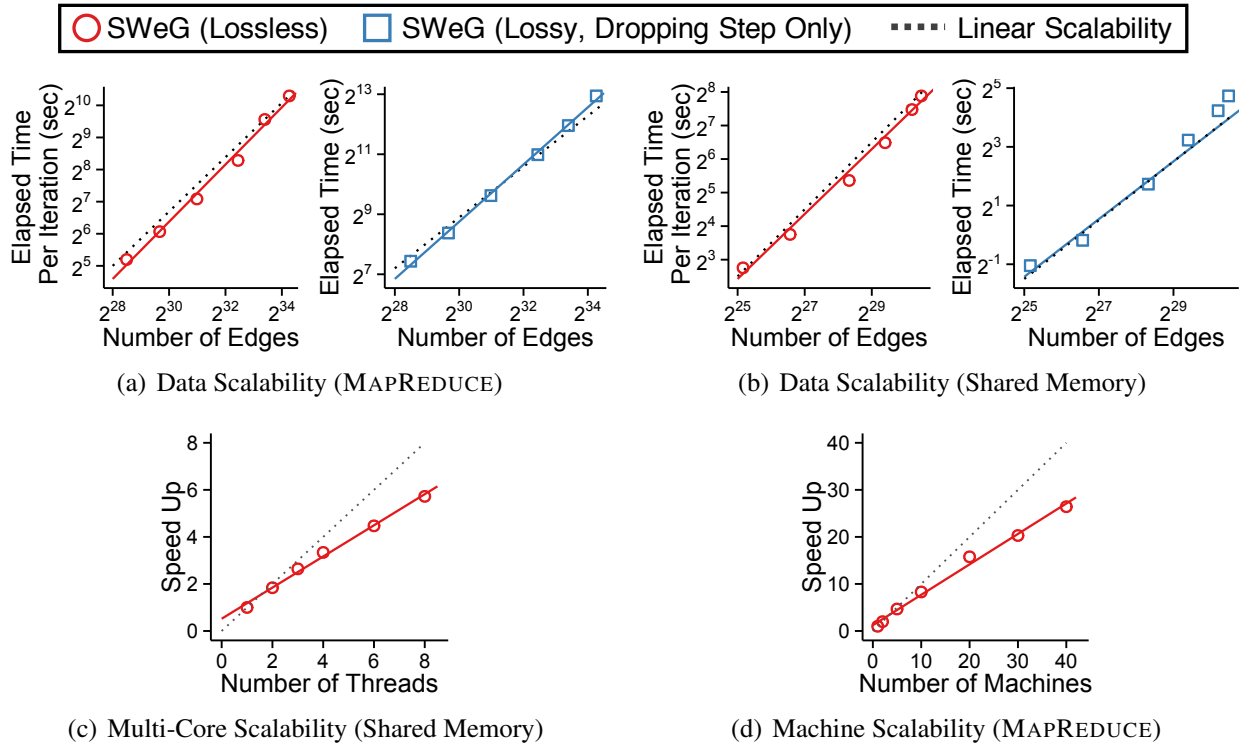 SWeG (Lossless) SWeG (Lossy, Dropping Step Only) Linear Scalability
Elapsed Time
Per Iteration (sec)
2^10
2^9
2^8
2^7
2^6
2^5
2^28 2^30 2^32 2^34
Number of Edges
Elapsed Time (sec)
2^13
2^11
2^9
2^7
2^28 2^30 2^32 2^34
Number of Edges
(a) Data Scalability (MAPREDUCE)
Elapsed Time
Per Iteration (sec)
2^8
2^7
2^6
2^5
2^4
2^3
2^25 2^27 2^29
Number of Edges
Elapsed Time (sec)
2^5
2^3
2^1
2^-1
2^25 2^27 2^29
Number of Edges
(b) Data Scalability (Shared Memory)
Speed Up
8
6
4
2
0
0 2 4 6 8
Number of Threads
(c) Multi-Core Scalability (Shared Memory)
Speed Up
40
30
20
10
0
0 10 20 30 40
Number of Machines
(d) Machine Scalability (MAPREDUCE)